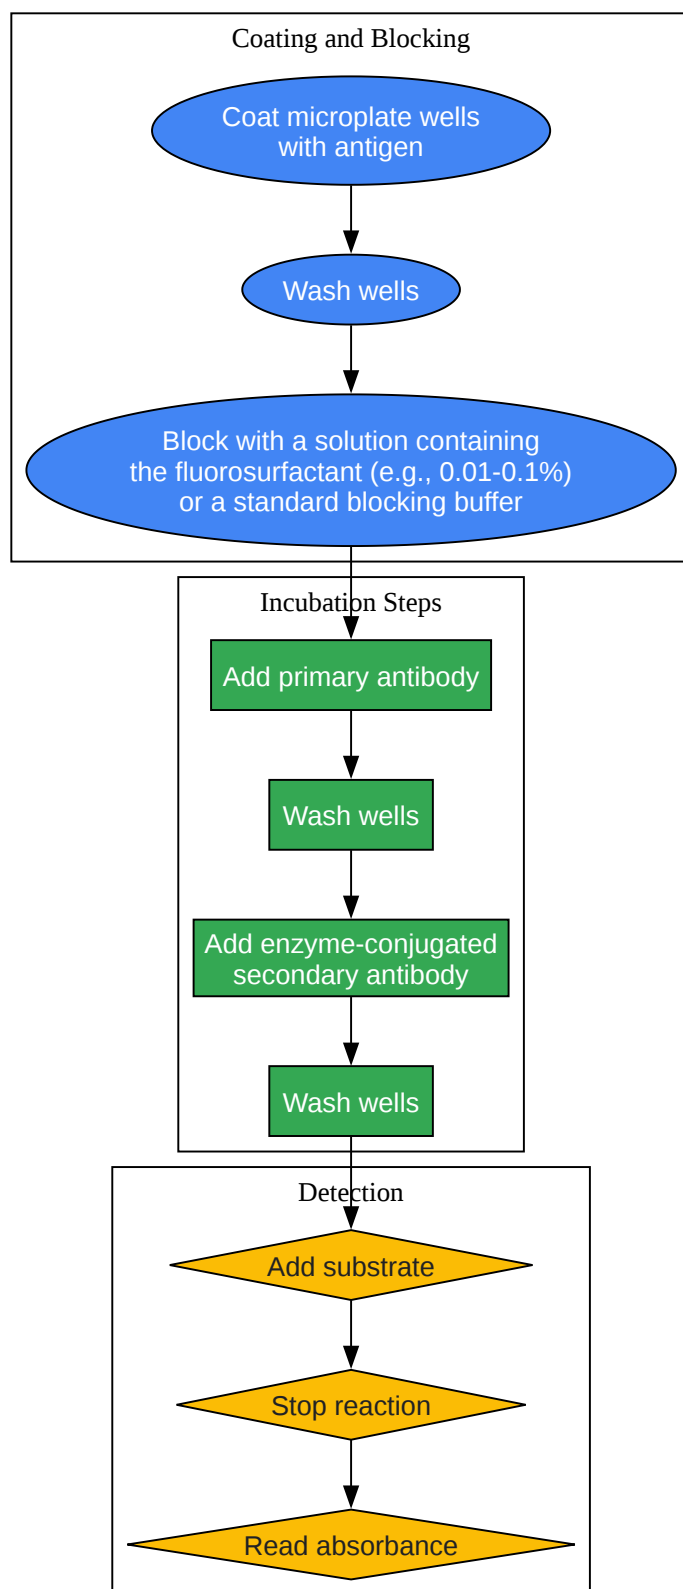 Coating and Blocking
Coat microplate wells
with antigen
Wash wells
Block with a solution containing
the fluorosurfactant (e.g., 0.01-0.1%)
or a standard blocking buffer
Incubation Steps
Add primary antibody
Wash wells
Add enzyme-conjugated
secondary antibody
Wash wells
Detection
Add substrate
Stop reaction
Read absorbance